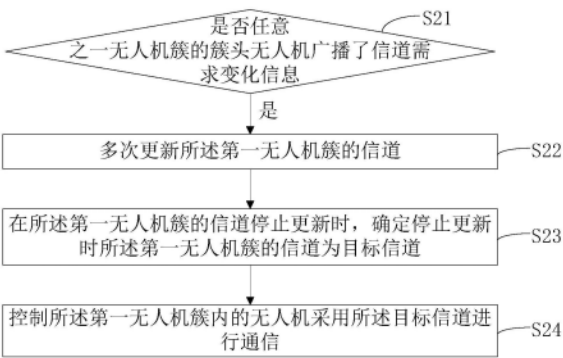 是否任意
之一无人机簇的簇头无人机广播了信道需
求变化信息
S21
是
多次更新所述第一无人机簇的信道
S22
在所述第一无人机簇的信道停止更新时，确定停止更新
时所述第一无人机簇的信道为目标信道
S23
控制所述第一无人机簇内的无人机采用所述目标信道进
行通信
S24